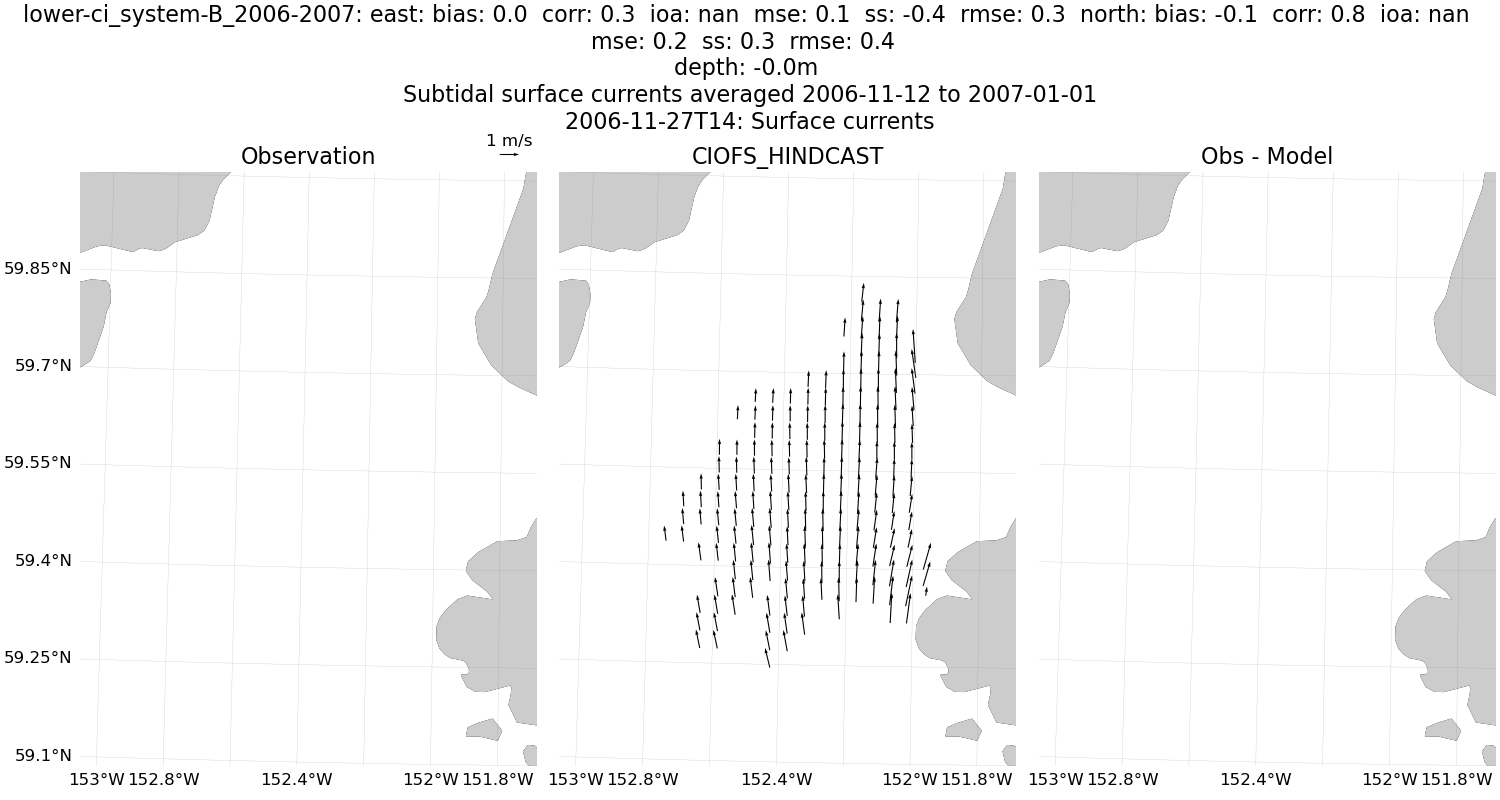 lower-ci_system-B_2006-2007: east: bias: 0.0 corr: 0.3 ioa: nan mse: 0.1 ss: -0.4 rmse: 0.3 north: bias: -0.1 corr: 0.8 ioa: nan
mse: 0.2 ss: 0.3 rmse: 0.4
depth: -0.0m
Subtidal surface currents averaged 2006-11-12 to 2007-01-01
2006-11-27T14: Surface currents
1 m/s
Observation
CIOFS_HINDCAST
Obs - Model
59.85°N
59.7°N
59.55°N
59.4°N
59.25°N
59.1°N
153°W 152.8°W 152.4°W 152°W 151.8°W
153°W 152.8°W 152.4°W 152°W 151.8°W
153°W 152.8°W 152.4°W 152°W 151.8°W